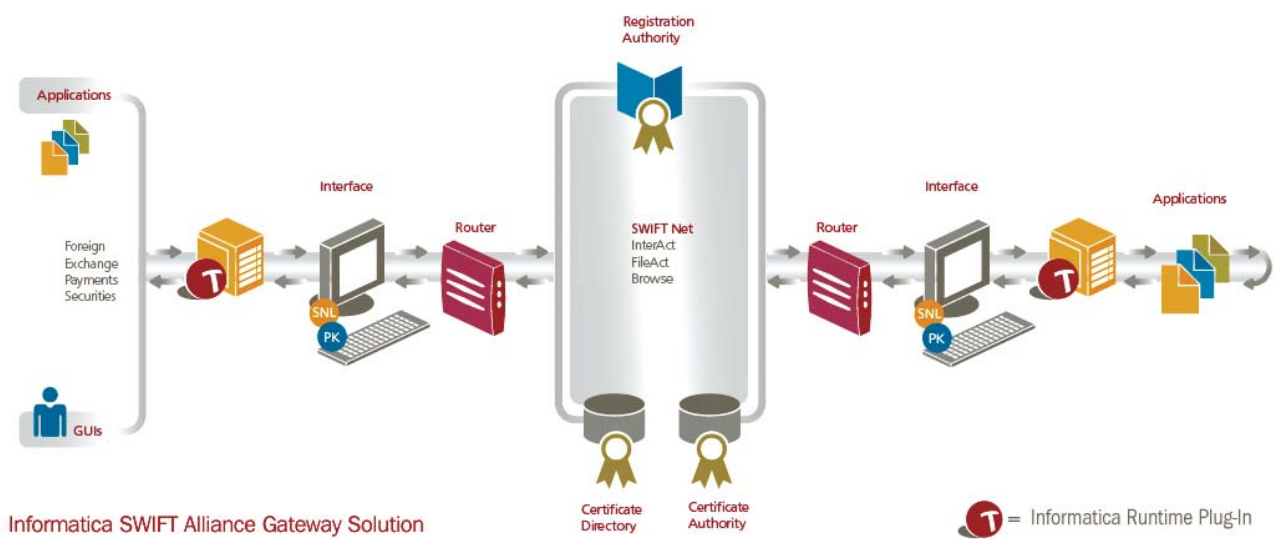 Registration
Authority
Applications
Interface
Interface
Applications
Router
SWIFT Net
Router
Foreign
Exchange
Payments
Securities
InterAct
FileAct
Browse
T
T
SNL
PK
SNL
PK
GUIs
Certificate
Directory
Certificate
Authority
Informatica SWIFT Alliance Gateway Solution
T = Informatica Runtime Plug-In